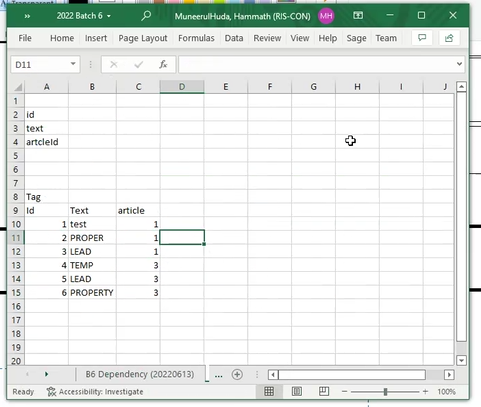 2022 Batch 6
MuneerulHuda, Hammath (RIS-CON) MH
File Home Insert Page Layout Formulas Data Review View Help Sage Team
D11 fx
A B C D E F G H I J
1
2 id
3 text
4 artcleId
5
6
7
8 Tag
9 Id Text article
10 1 test 1
11 2 PROPER 1
12 3 LEAD 1
13 4 TEMP 3
14 5 LEAD 3
15 6 PROPERTY 3
16
17
18
19
20
B6 Dependency (20220613) ...
Ready Accessibility: Investigate 100%